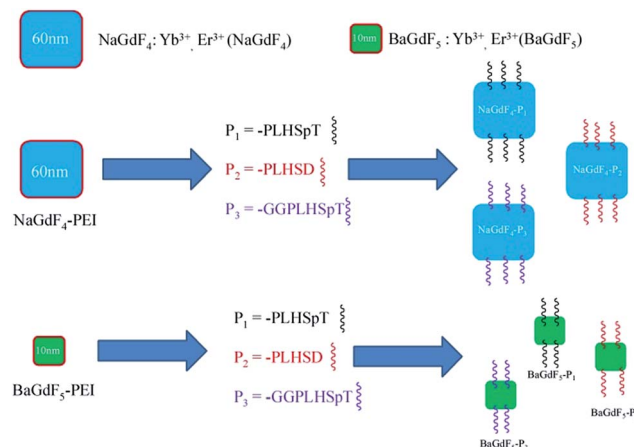 60nm NaGdF₄: Yb³⁺, Er³⁺(NaGdF₄)
10nm BaGdF₅ : Yb³⁺, Er³⁺(BaGdF₅)
60nm
NaGdF₄-PEI
P₁ = -PLHSpT
P₂ = -PLHSD
P₃ = -GGPLHSpT
NaGdF₄-P₁
NaGdF₄-P₂
NaGdF₄-P₃
10nm
BaGdF₅-PEI
P₁ = -PLHSpT
P₂ = -PLHSD
P₃ = -GGPLHSpT
BaGdF₅-P₁
BaGdF₅-P